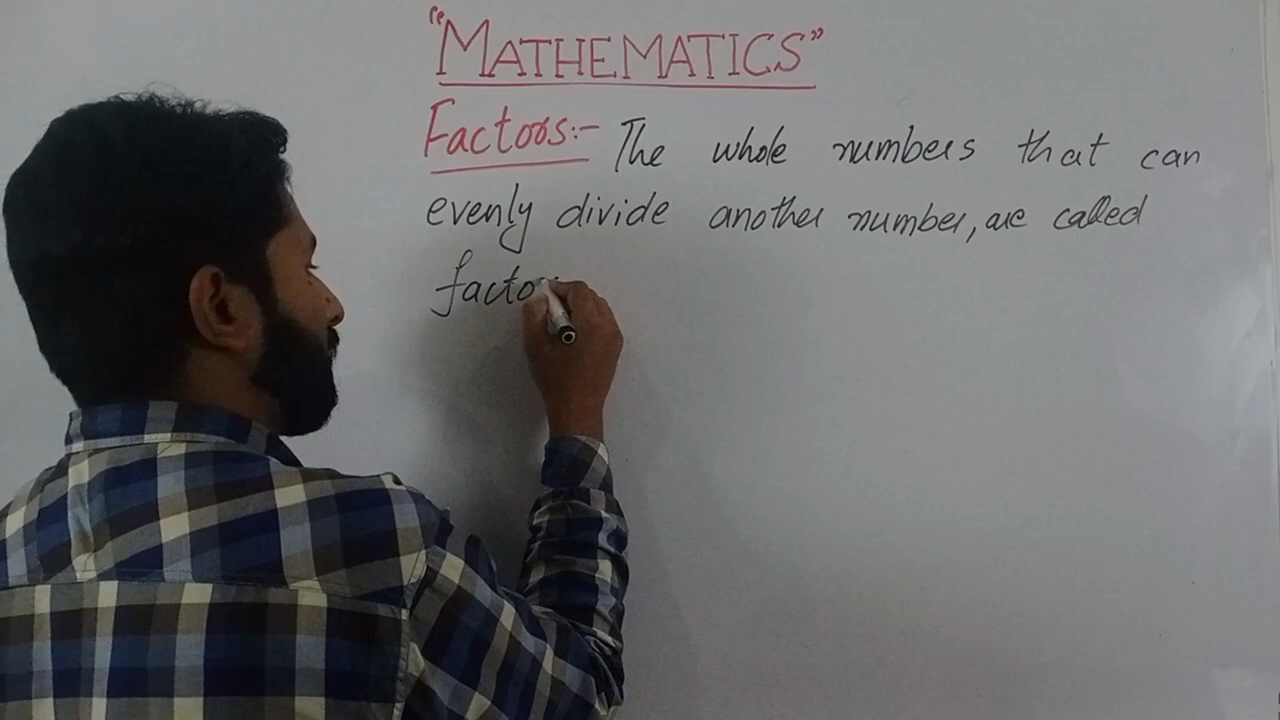 "MATHEMATICS"
Factors:- The whole numbers that can
evenly divide another number, are called
facto